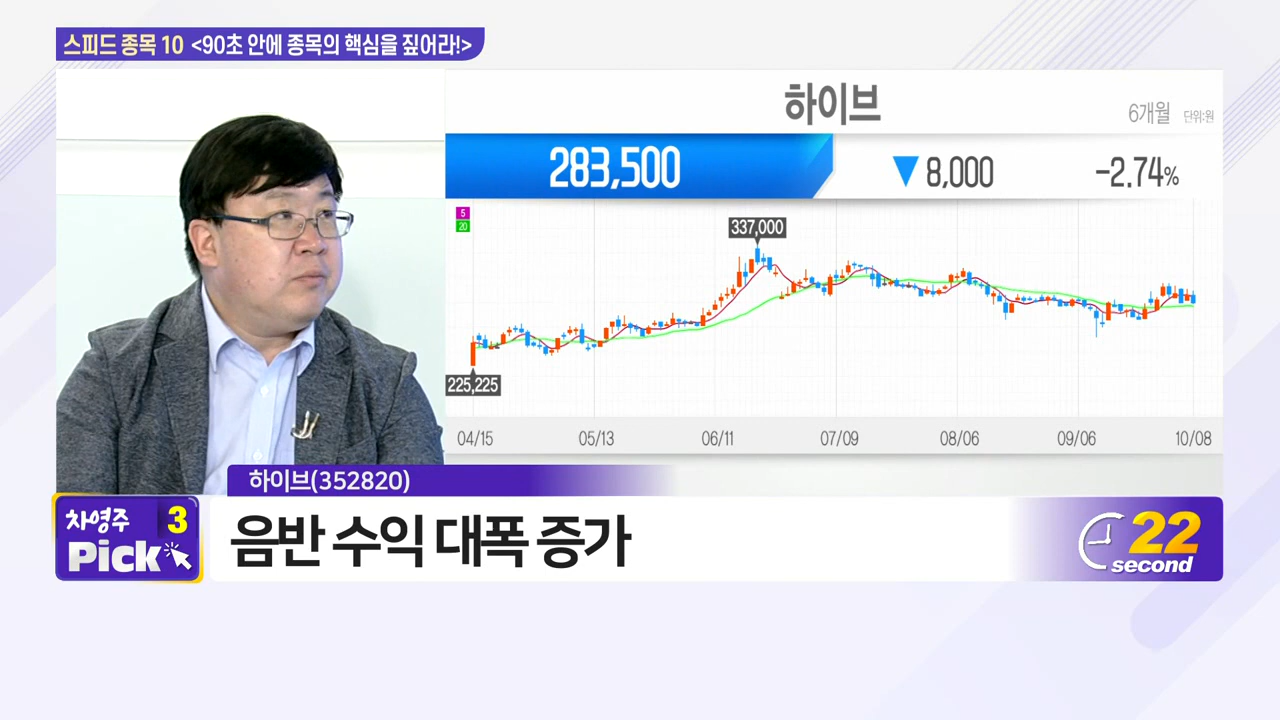 스피드 종목 10 <90초 안에 종목의 핵심을 짚어라!>
하이브
6개월 단위:원
283,500 ▼ 8,000 -2.74%
5
20
337,000
225,225
04/15 05/13 06/11 07/09 08/06 09/06 10/08
하이브(352820)
차영주 3
Pick
음반 수익 대폭 증가
22
second